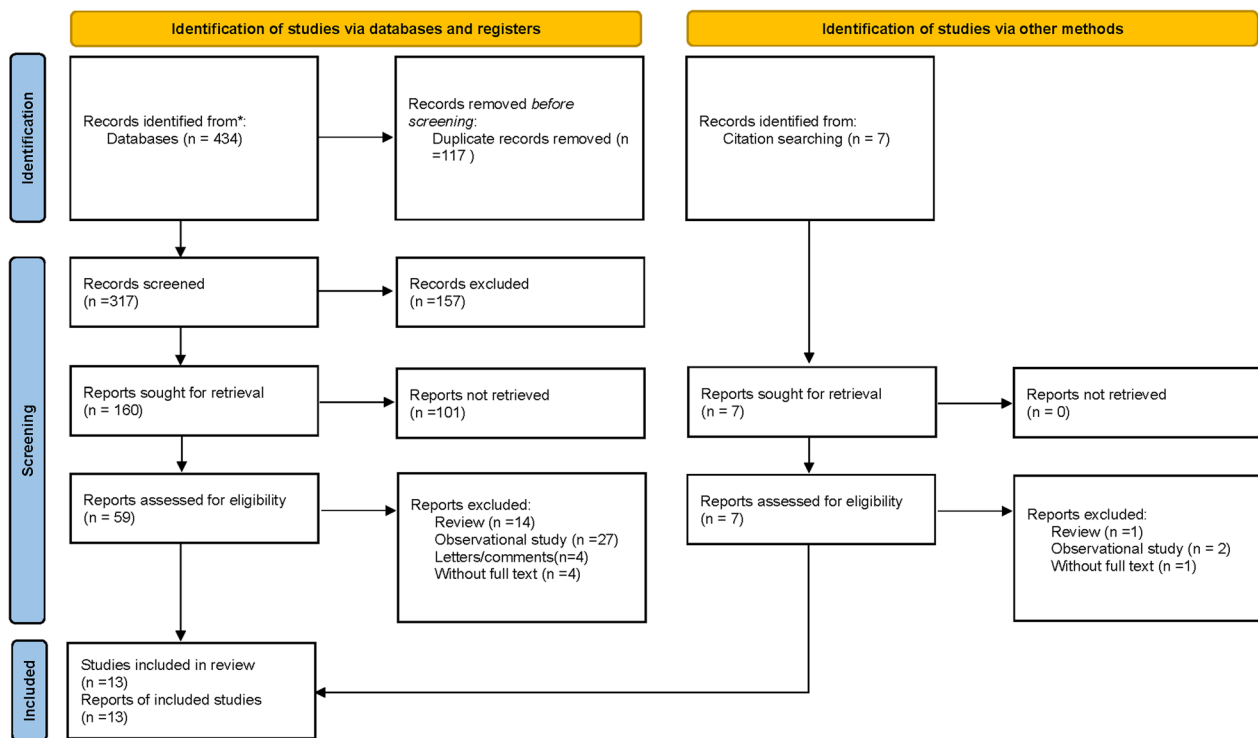 Identification of studies via databases and registers
Identification of studies via other methods
Identification
Records identified from*:
Databases (n = 434)
Records removed before
screening:
Duplicate records removed (n
=117 )
Records identified from:
Citation searching (n = 7)
Screening
Records screened
(n =317)
Records excluded
(n =157)
Reports sought for retrieval
(n = 160)
Reports not retrieved
(n =101)
Reports sought for retrieval
(n = 7)
Reports not retrieved
(n = 0)
Reports assessed for eligibility
(n = 59)
Reports excluded:
Review (n =14)
Observational study (n =27)
Letters/comments(n=4)
Without full text (n =4)
Reports assessed for eligibility
(n = 7)
Reports excluded:
Review (n =1)
Observational study (n = 2)
Without full text (n =1)
Included
Studies included in review
(n =13)
Reports of included studies
(n =13)